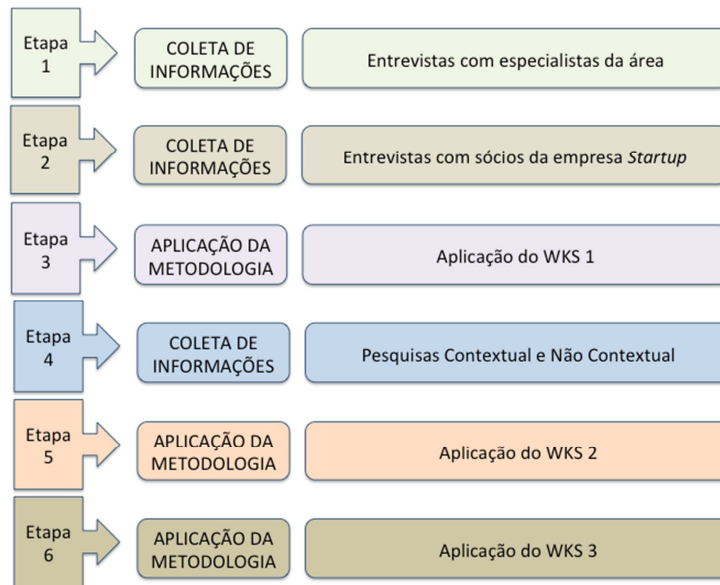 Etapa
1
COLETA DE
INFORMAÇÕES
Entrevistas com especialistas da área
Etapa
2
COLETA DE
INFORMAÇÕES
Entrevistas com sócios da empresa Startup
Etapa
3
APLICAÇÃO DA
METODOLOGIA
Aplicação do WKS 1
Etapa
4
COLETA DE
INFORMAÇÕES
Pesquisas Contextual e Não Contextual
Etapa
5
APLICAÇÃO DA
METODOLOGIA
Aplicação do WKS 2
Etapa
6
APLICAÇÃO DA
METODOLOGIA
Aplicação do WKS 3